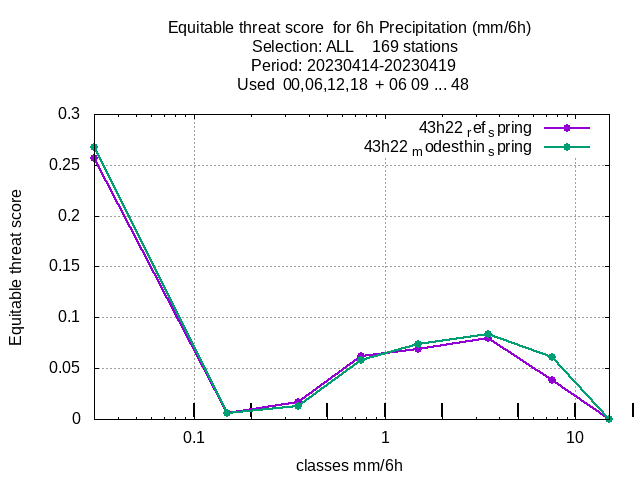 Equitable threat score  for 6h Precipitation (mm/6h)
Selection: ALL    169 stations
Period: 20230414-20230419
Used  00,06,12,18  + 06 09 ... 48
43h22 ref spring
43h22 modesthin spring
0.3
0.25
0.2
0.15
0.1
0.05
0
Equitable threat score
0.1 1 10
classes mm/6h